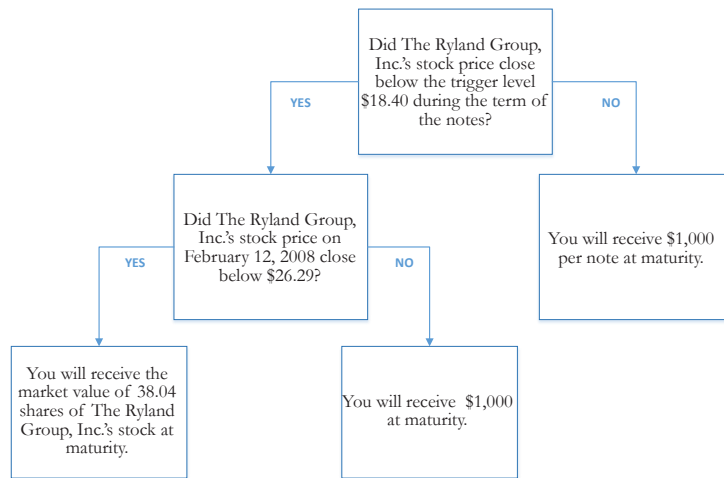 Did The Ryland Group,
Inc.'s stock price close
below the trigger level
$18.40 during the term of
the notes?
YES
NO
Did The Ryland Group,
Inc.'s stock price on
February 12, 2008 close
below $26.29?
You will receive $1,000
per note at maturity.
YES
NO
You will receive the
market value of 38.04
shares of The Ryland
Group, Inc.'s stock at
maturity.
You will receive $1,000
at maturity.